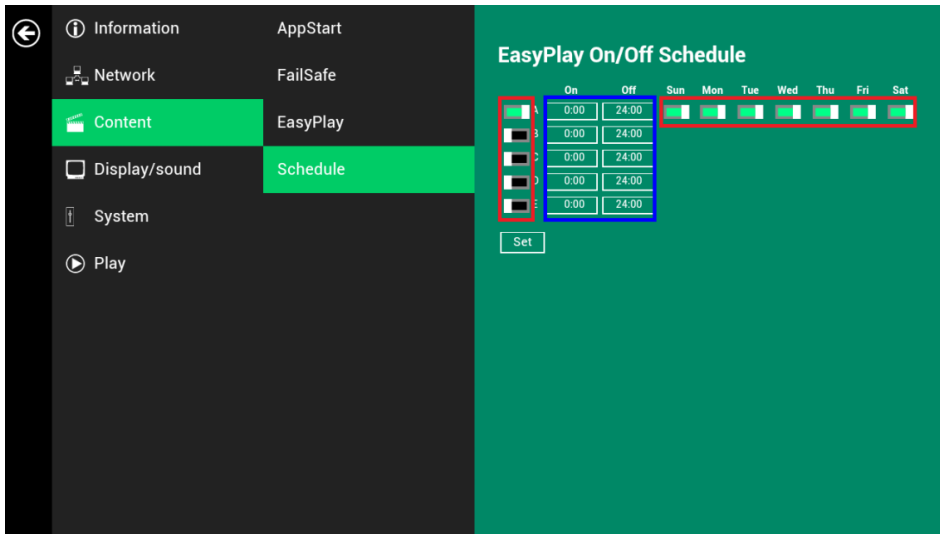 Information
Network
Content
Display/sound
System
Play
AppStart
FailSafe
EasyPlay
Schedule
EasyPlay On/Off Schedule
On Off Sun Mon Tue Wed Thu Fri Sat
A 0:00 24:00
B 0:00 24:00
C 0:00 24:00
D 0:00 24:00
E 0:00 24:00
Set